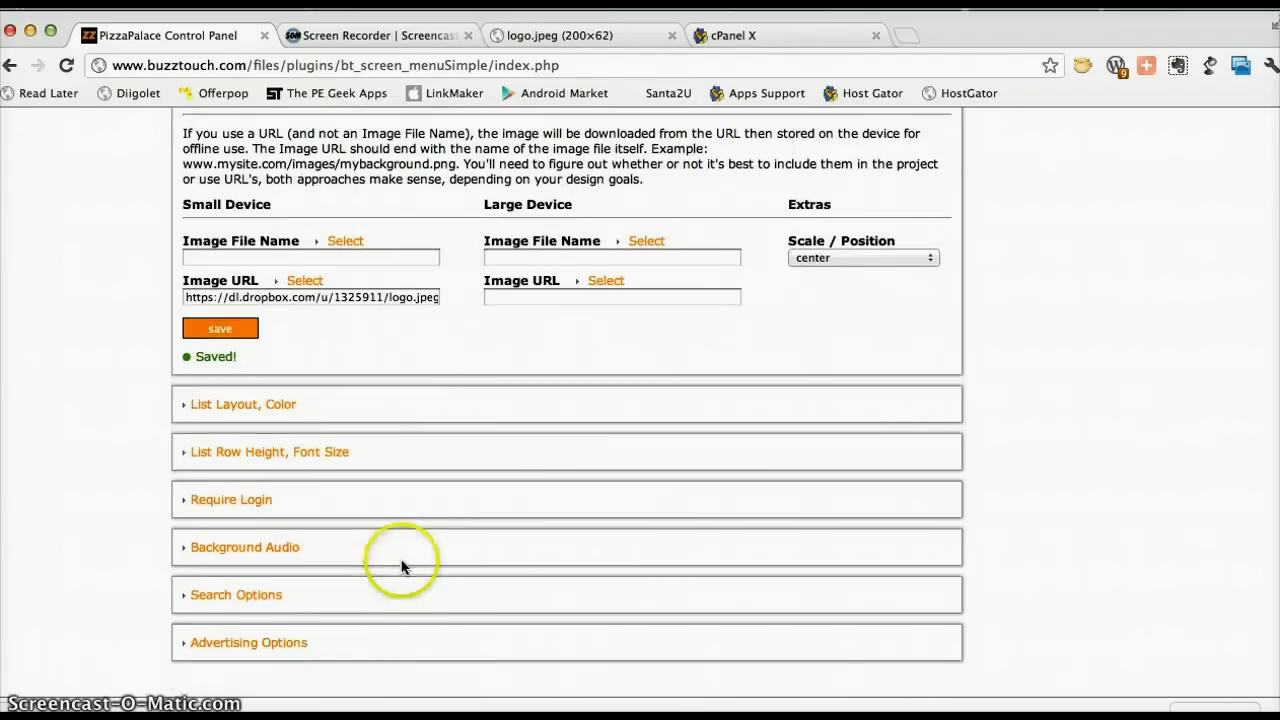 PizzaPalace Control Panel
Screen Recorder | Screencast
logo.jpeg (200×62)
cPanel X
www.buzztouch.com/files/plugins/bt_screen_menuSimple/index.php
9
Read Later
Diigolet
Offerpop
The PE Geek Apps
LinkMaker
Android Market
Santa2U
Apps Support
Host Gator
HostGator
If you use a URL (and not an Image File Name), the image will be downloaded from the URL then stored on the device for
offline use. The Image URL should end with the name of the image file itself. Example:
www.mysite.com/images/mybackground.png. You'll need to figure out whether or not it's best to include them in the project
or use URL's, both approaches make sense, depending on your design goals.
Small Device
Large Device
Extras
Image File Name Select
Image File Name Select
Scale / Position
center
Image URL Select
Image URL Select
https://dl.dropbox.com/u/1325911/logo.jpeg
save
Saved!
List Layout, Color
List Row Height, Font Size
Require Login
Background Audio
Search Options
Advertising Options
Screencast-O-Matic.com